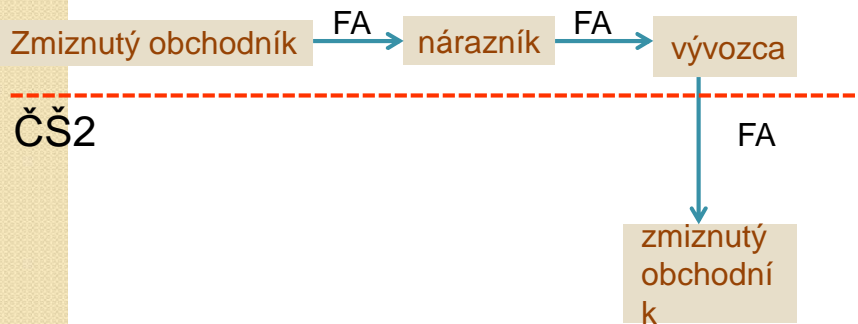 FA
FA
Zmiznutý obchodník
nárazník
vývozca
ČŠ2
FA
zmiznutý
obchodní
k